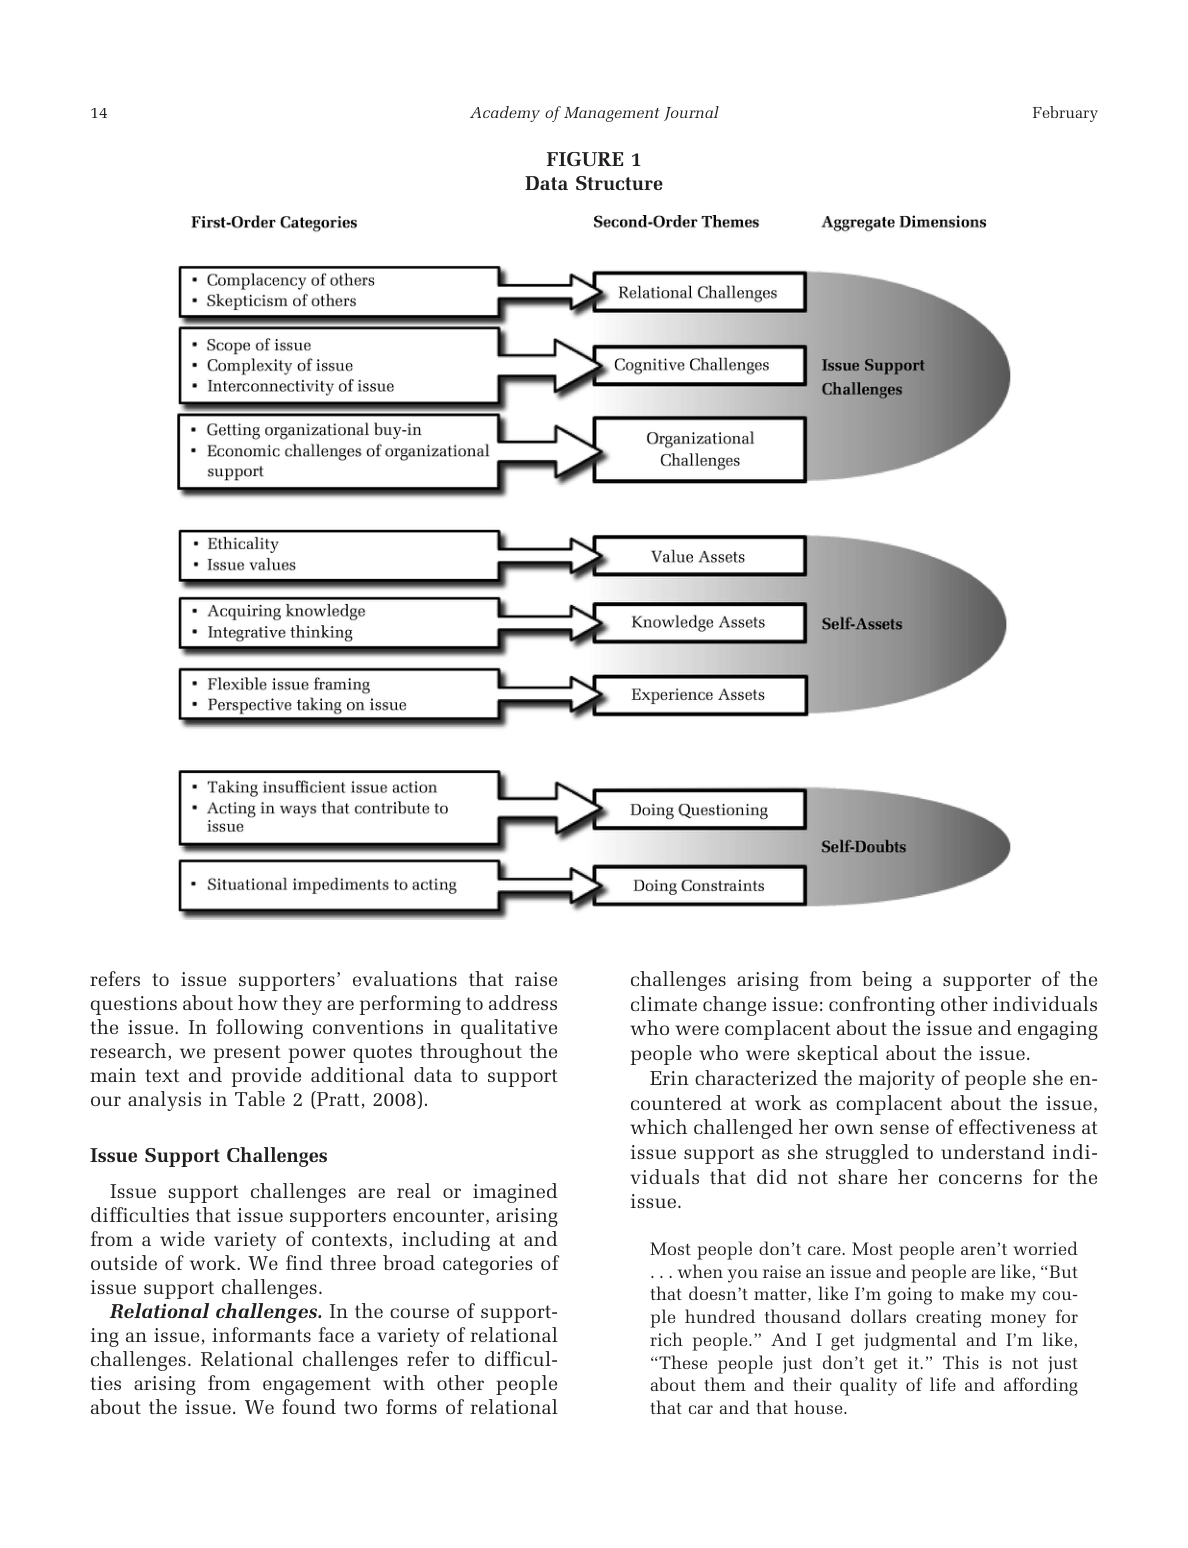 14
Academy of Management Journal
February
FIGURE 1
Data Structure
First-Order Categories
Second-Order Themes
Aggregate Dimensions
▪ Complacency of others
▪ Skepticism of others
Relational Challenges
▪ Scope of issue
▪ Complexity of issue
▪ Interconnectivity of issue
Cognitive Challenges
Issue Support
Challenges
▪ Getting organizational buy-in
▪ Economic challenges of organizational
support
Organizational
Challenges
▪ Ethicality
▪ Issue values
Value Assets
▪ Acquiring knowledge
▪ Integrative thinking
Knowledge Assets
Self-Assets
▪ Flexible issue framing
▪ Perspective taking on issue
Experience Assets
▪ Taking insufficient issue action
▪ Acting in ways that contribute to
issue
Doing Questioning
Self-Doubts
▪ Situational impediments to acting
Doing Constraints
refers to issue supporters’ evaluations that raise
questions about how they are performing to address
the issue. In following conventions in qualitative
research, we present power quotes throughout the
main text and provide additional data to support
our analysis in Table 2 (Pratt, 2008).
Issue Support Challenges
Issue support challenges are real or imagined
difficulties that issue supporters encounter, arising
from a wide variety of contexts, including at and
outside of work. We find three broad categories of
issue support challenges.
Relational challenges. In the course of support-
ing an issue, informants face a variety of relational
challenges. Relational challenges refer to difficul-
ties arising from engagement with other people
about the issue. We found two forms of relational
challenges arising from being a supporter of the
climate change issue: confronting other individuals
who were complacent about the issue and engaging
people who were skeptical about the issue.
Erin characterized the majority of people she en-
countered at work as complacent about the issue,
which challenged her own sense of effectiveness at
issue support as she struggled to understand indi-
viduals that did not share her concerns for the
issue.
Most people don’t care. Most people aren’t worried
. . . when you raise an issue and people are like, “But
that doesn’t matter, like I’m going to make my cou-
ple hundred thousand dollars creating money for
rich people.” And I get judgmental and I’m like,
“These people just don’t get it.” This is not just
about them and their quality of life and affording
that car and that house.